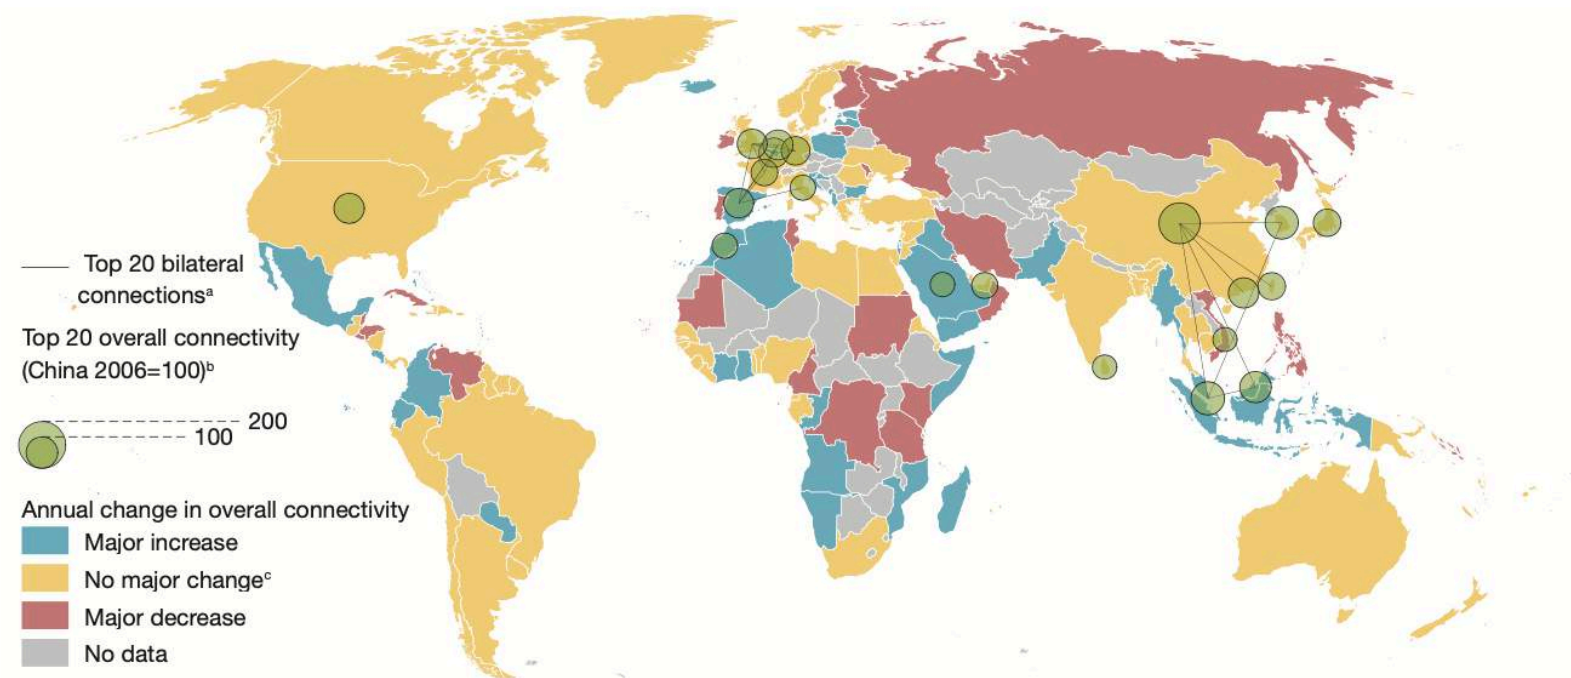 Top 20 bilateral
connectionsᵃ
Top 20 overall connectivity
(China 2006=100)ᵇ
200
100
Annual change in overall connectivity
Major increase
No major changeᶜ
Major decrease
No data